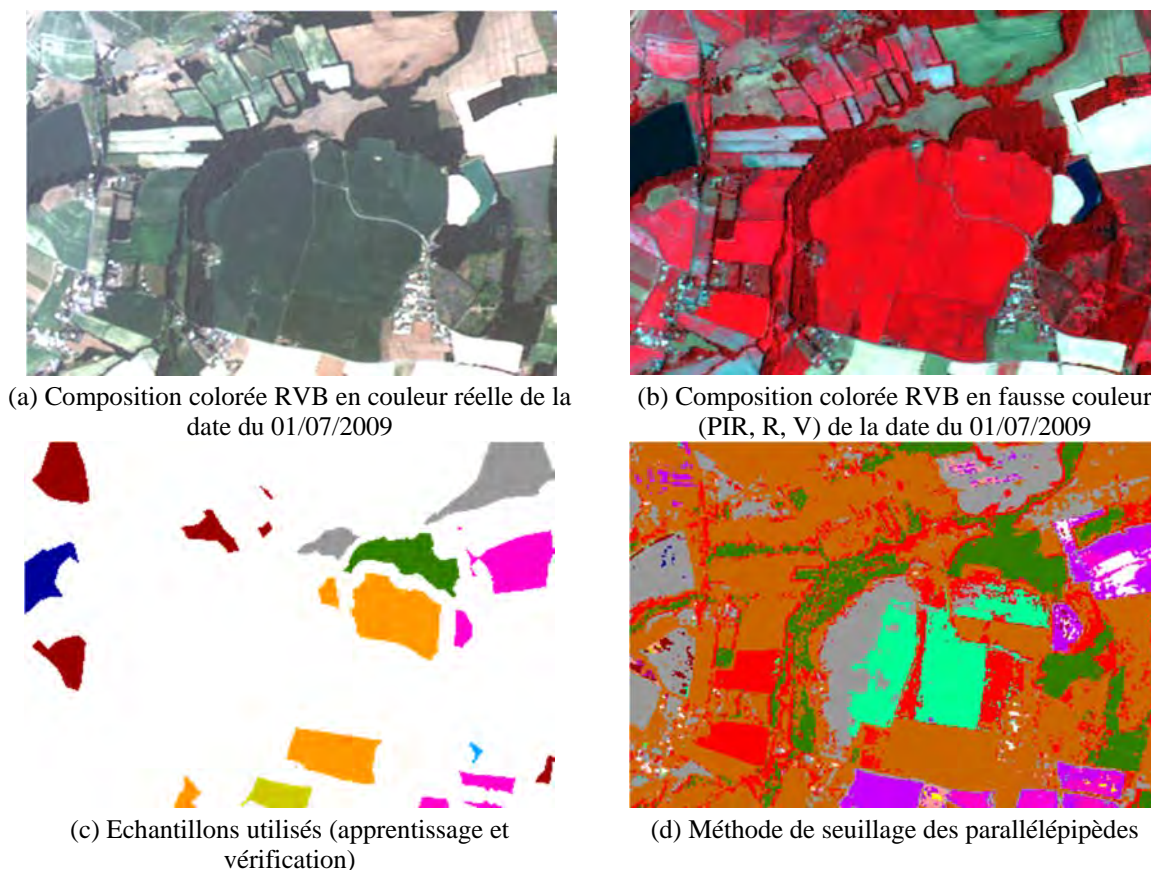 (a) Composition colorée RVB en couleur réelle de la
date du 01/07/2009
(b) Composition colorée RVB en fausse couleur
(PIR, R, V) de la date du 01/07/2009
(c) Echantillons utilisés (apprentissage et
vérification)
(d) Méthode de seuillage des parallélépipèdes